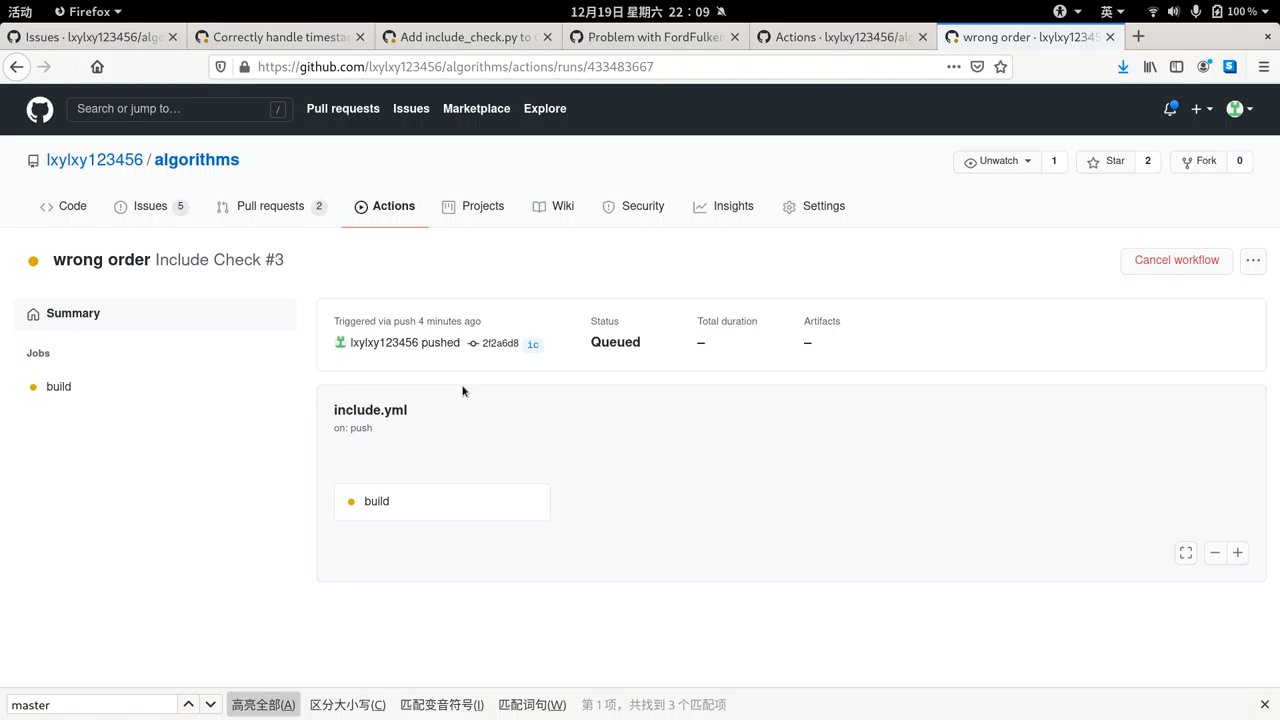 活动 Firefox 12月19日 星期六 22：09 英 100 %
Issues · lxylxy123456/algo Correctly handle timestar Add include_check.py to C Problem with FordFulker Actions · lxylxy123456/al wrong order · lxylxy12345
https://github.com/lxylxy123456/algorithms/actions/runs/433483667
Search or jump to… / Pull requests Issues Marketplace Explore
lxylxy123456 / algorithms Unwatch 1 Star 2 Fork 0
Code Issues 5 Pull requests 2 Actions Projects Wiki Security Insights Settings
wrong order Include Check #3 Cancel workflow
Summary
Triggered via push 4 minutes ago Status Total duration Artifacts
lxylxy123456 pushed 2f2a6d8 ic Queued – –
Jobs
build
include.yml
on: push
build
master 高亮全部(A) 区分大小写(C) 匹配变音符号(I) 匹配词句(W) 第 1 项，共找到 3 个匹配项